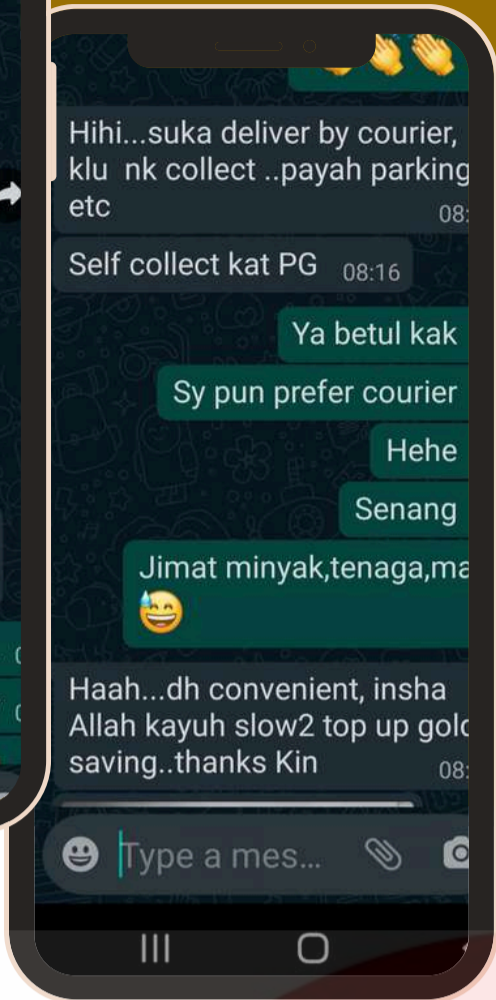 Hihi...suka deliver by courier,
klu nk collect ..payah parking
etc
08:
Self collect kat PG 08:16
Ya betul kak
Sy pun prefer courier
Hehe
Senang
Jimat minyak,tenaga,ma
Haah...dh convenient, insha
Allah kayuh slow2 top up gold
saving..thanks Kin
08:
Type a mes...